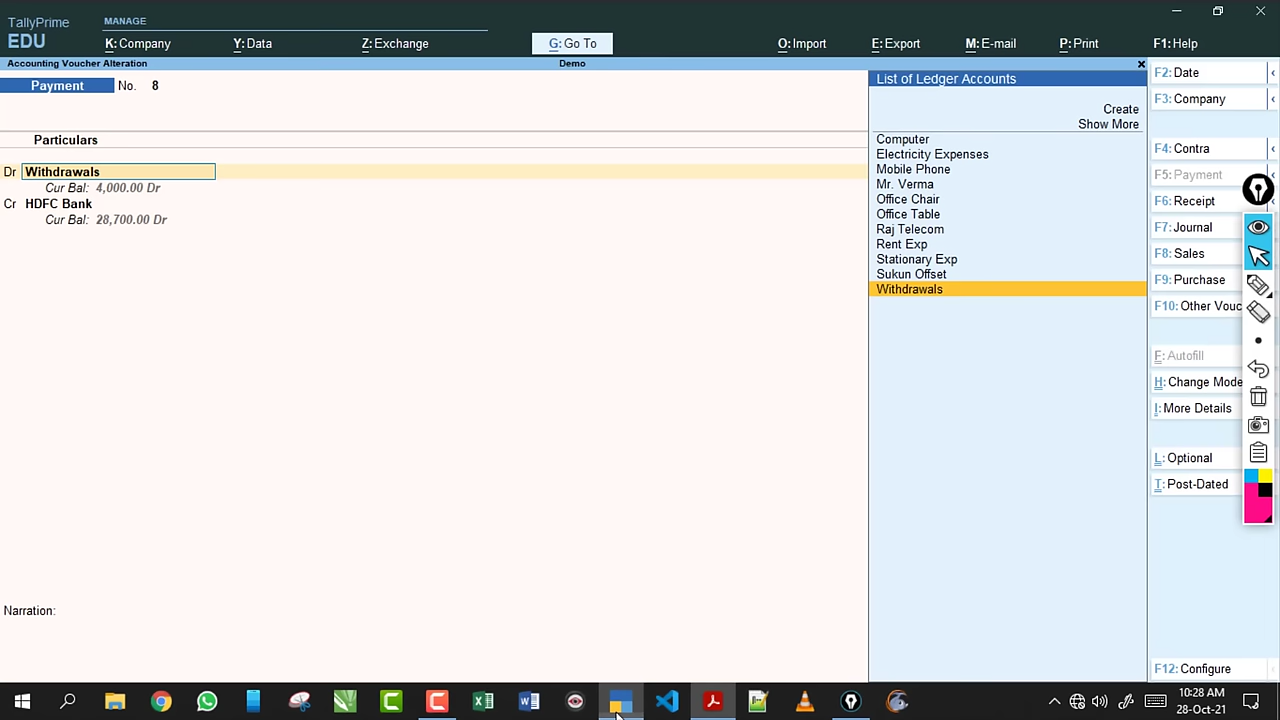 TallyPrime
EDU
MANAGE
K: Company
Y: Data
Z: Exchange
G: Go To
O: Import
E: Export
M: E-mail
P: Print
F1: Help
Accounting Voucher Alteration
Demo
Payment No. 8
Particulars
Dr Withdrawals
Cur Bal: 4,000.00 Dr
Cr HDFC Bank
Cur Bal: 28,700.00 Dr
Narration:
List of Ledger Accounts
Create
Show More
Computer
Electricity Expenses
Mobile Phone
Mr. Verma
Office Chair
Office Table
Raj Telecom
Rent Exp
Stationary Exp
Sukun Offset
Withdrawals
F2: Date
F3: Company
F4: Contra
F5: Payment
F6: Receipt
F7: Journal
F8: Sales
F9: Purchase
F10: Other Vouc
F: Autofill
H: Change Mode
I: More Details
L: Optional
T: Post-Dated
F12: Configure
10:28 AM
28-Oct-21